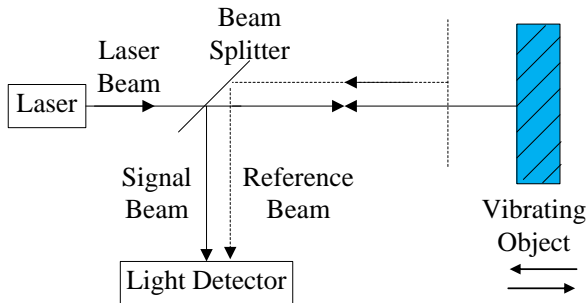 Beam
Splitter
Laser
Beam
Laser
Signal
Beam
Reference
Beam
Vibrating
Object
Light Detector